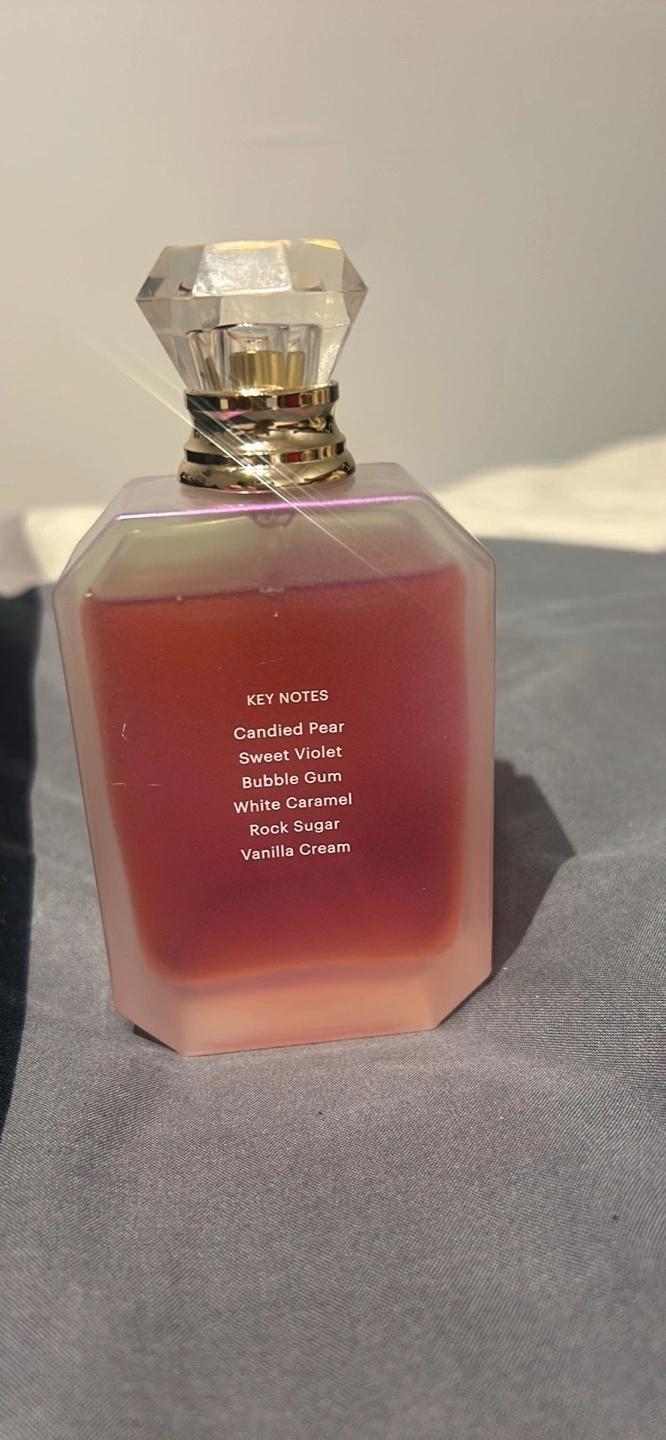 KEY NOTES
Candied Pear
Sweet Violet
Bubble Gum
White Caramel
Rock Sugar
Vanilla Cream